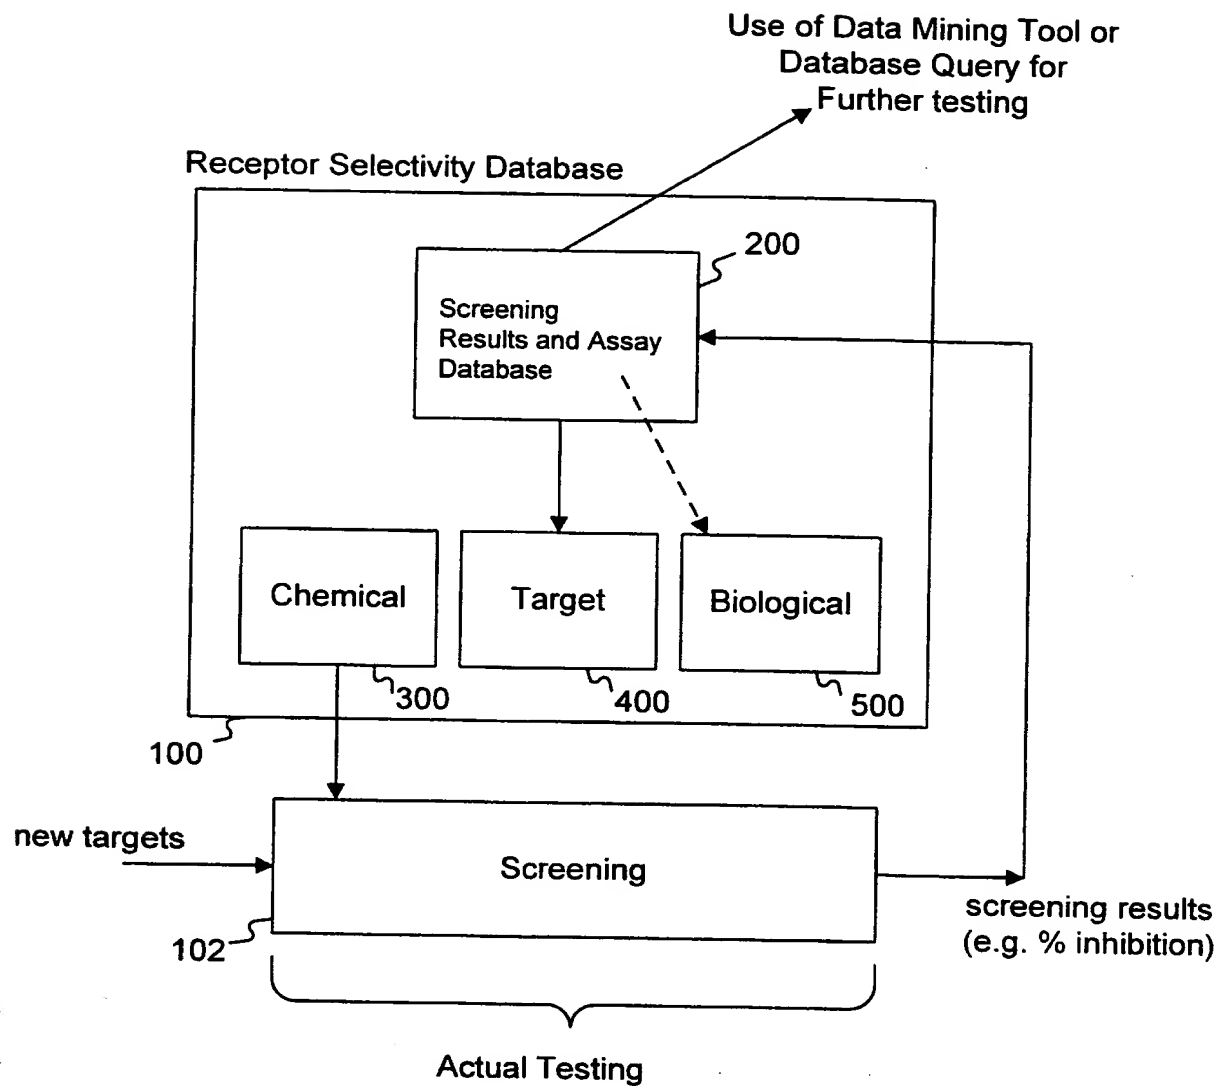 Use of Data Mining Tool or
Database Query for
Further testing
Receptor Selectivity Database
200
Screening
Results and Assay
Database
Chemical
Target
Biological
300
400
500
100
new targets
Screening
102
screening results
(e.g. % inhibition)
Actual Testing